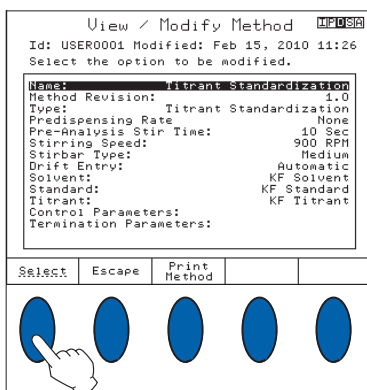 View / Modify Method IPDSA
Id: USER0001 Modified: Feb 15, 2010 11:26
Select the option to be modified.
Name: Titrant Standardization
Method Revision: 1.0
Type: Titrant Standardization
Predispensing Rate None
Pre-Analysis Stir Time: 10 Sec
Stirring Speed: 900 RPM
Stirbar Type: Medium
Drift Entry: Automatic
Solvent: KF Solvent
Standard: KF Standard
Titrant: KF Titrant
Control Parameters:
Termination Parameters:
Select Escape Print Method